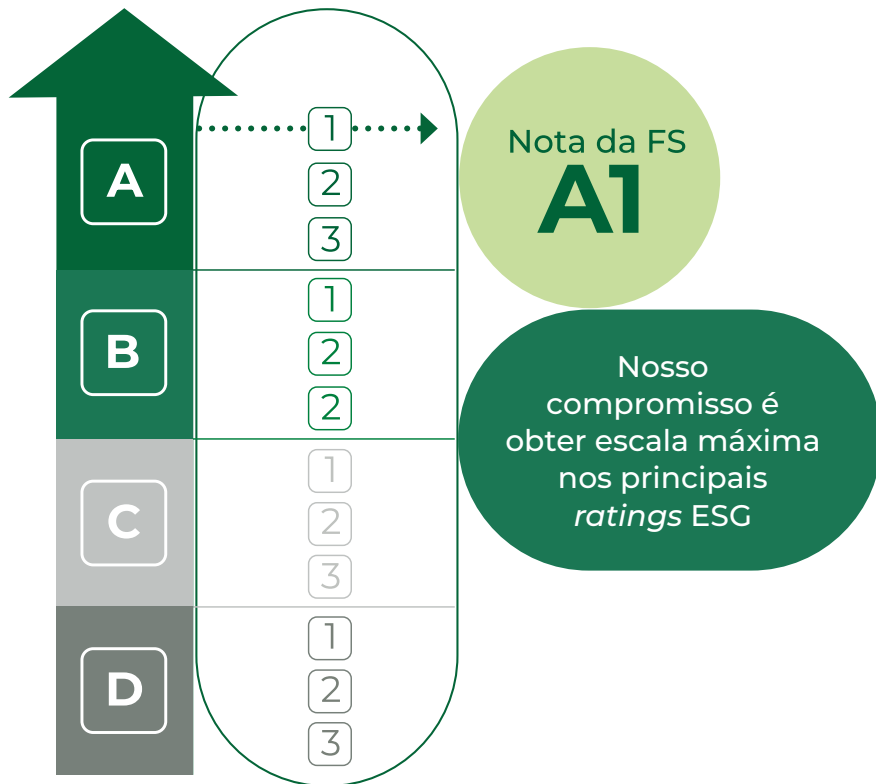 A
1
2
3
Nota da FS
A1
B
1
2
2
Nosso
compromisso é
obter escala máxima
nos principais
ratings ESG
C
1
2
3
D
1
2
3